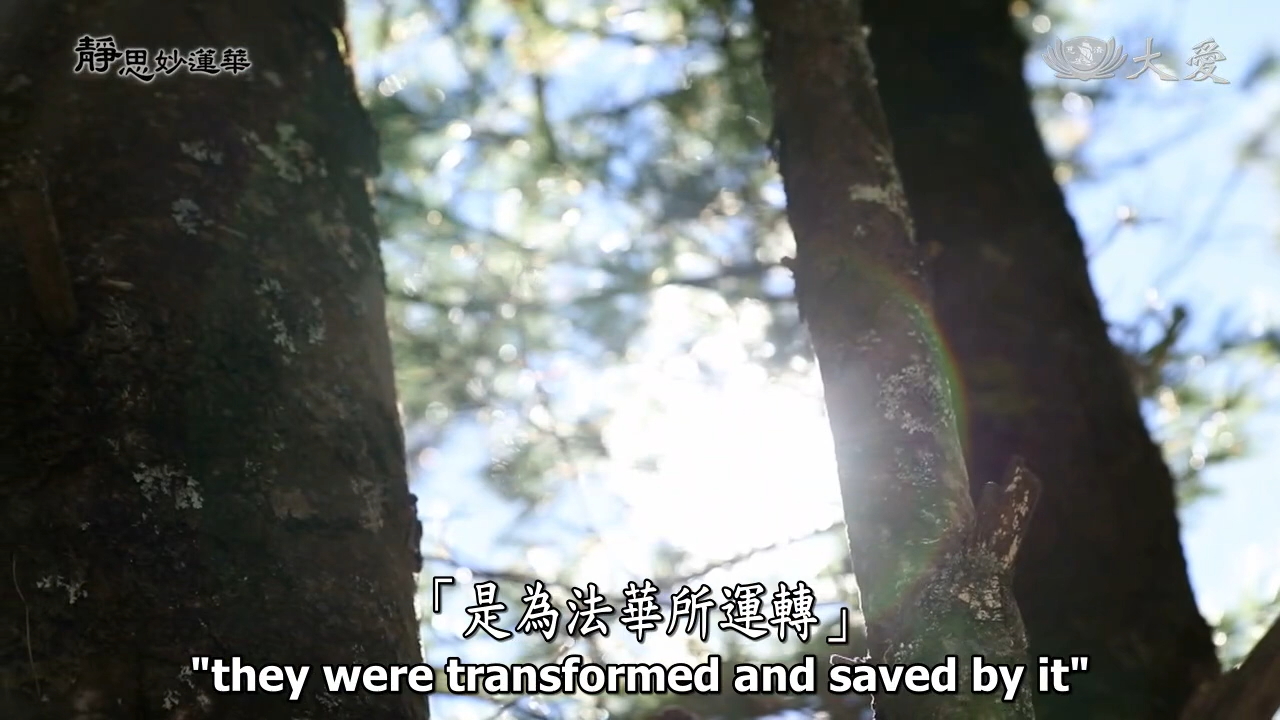 靜思妙蓮華
大愛
「是為法華所運轉」
"they were transformed and saved by it"